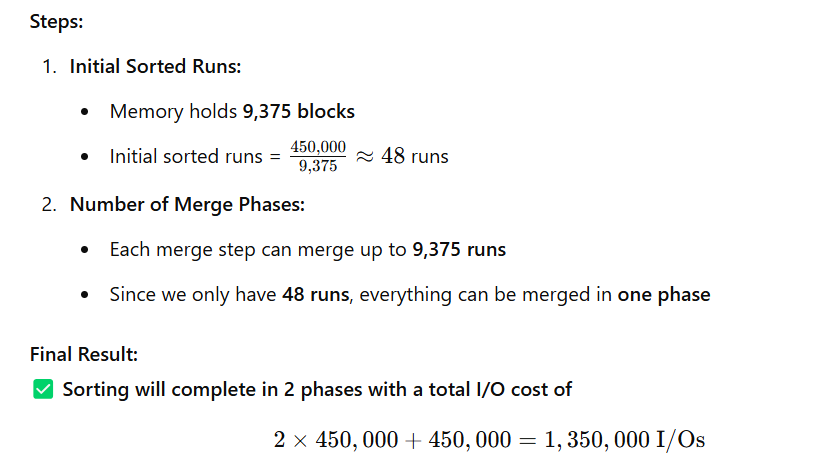 Steps:
1. Initial Sorted Runs:
• Memory holds 9,375 blocks
• Initial sorted runs = 450,000/9,375 ≈ 48 runs
2. Number of Merge Phases:
• Each merge step can merge up to 9,375 runs
• Since we only have 48 runs, everything can be merged in one phase
Final Result:
✅ Sorting will complete in 2 phases with a total I/O cost of
2 × 450,000 + 450,000 = 1,350,000 I/Os